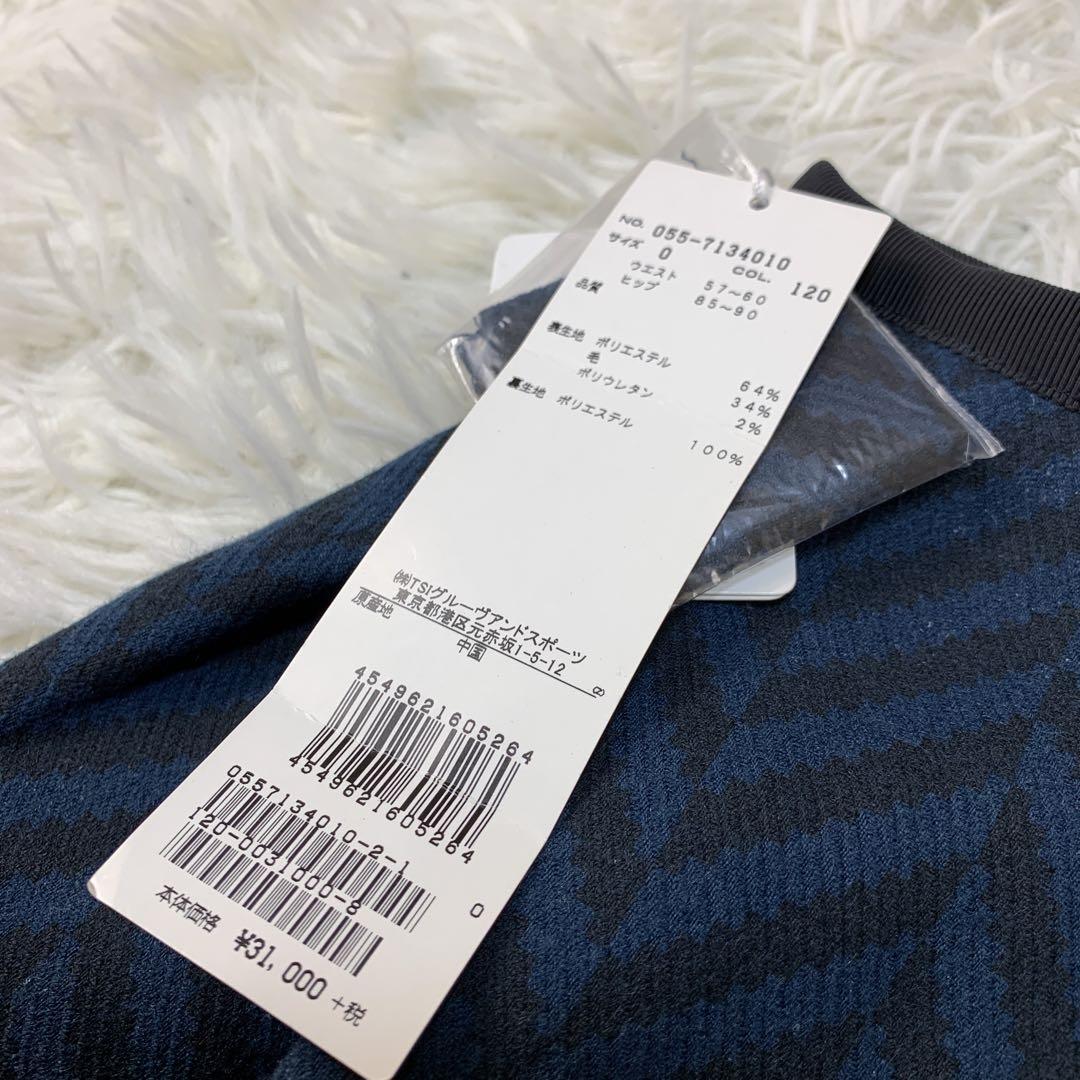 NO. 055-7134010
サイズ 0 COL. 120
ウエスト 57～60
ヒップ 85～90
品質
表生地 ポリエステル 64%
毛 34%
ポリウレタン 2%
裏生地 ポリエステル 100%
㈱TSIグルーヴアンドスポーツ
東京都港区元赤坂1-5-12
原産地 中国
4549621605264
4549621605264
0557134010-2-1
120-0031000-8 0
本体価格 ¥31,000 +税